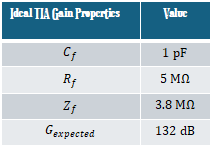 Ideal TIA Gain Properties Value
C_f 1 pF
R_f 5 MΩ
Z_f 3.8 MΩ
G_expected 132 dB